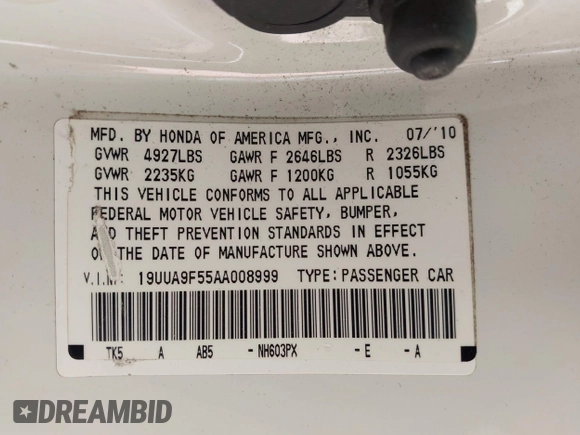 MFD. BY HONDA OF AMERICA MFG., INC. 07/'10
GVWR 4927LBS GAWR F 2646LBS R 2326LBS
GVWR 2235KG GAWR F 1200KG R 1055KG
THIS VEHICLE CONFORMS TO ALL APPLICABLE
FEDERAL MOTOR VEHICLE SAFETY, BUMPER,
AND THEFT PREVENTION STANDARDS IN EFFECT
ON THE DATE OF MANUFACTURE SHOWN ABOVE.
V.I.N: 19UUA9F55AA008999 TYPE: PASSENGER CAR
TK5 A AB5 -NH603PX -E -A
DREAMBID